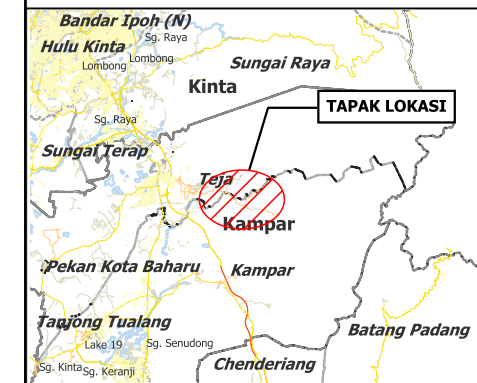 Bandar Ipoh (N)
Sg. Raya
Hulu Kinta
Lombong
Lombong
Sungai Raya
Kinta
TAPAK LOKASI
Sg. Raya
Sungai Terap
Teja
Kampar
Pekan Kota Baharu
Kampar
Tanjong Tualang
Batang Padang
Lake 19
Sg. Senudong
Sg. Kinta
Sg. Keranji
Chenderiang